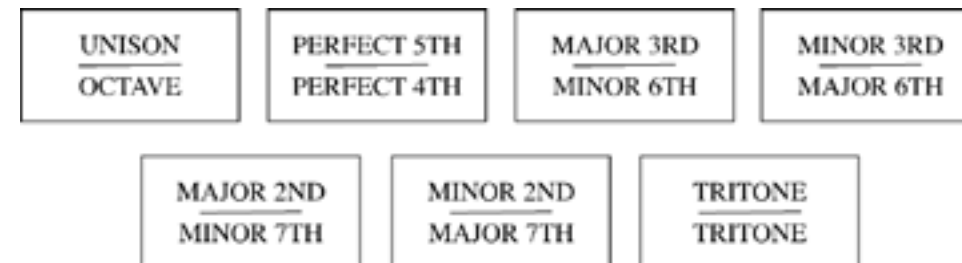 UNISON
OCTAVE
PERFECT 5TH
PERFECT 4TH
MAJOR 3RD
MINOR 6TH
MINOR 3RD
MAJOR 6TH
MAJOR 2ND
MINOR 7TH
MINOR 2ND
MAJOR 7TH
TRITONE
TRITONE